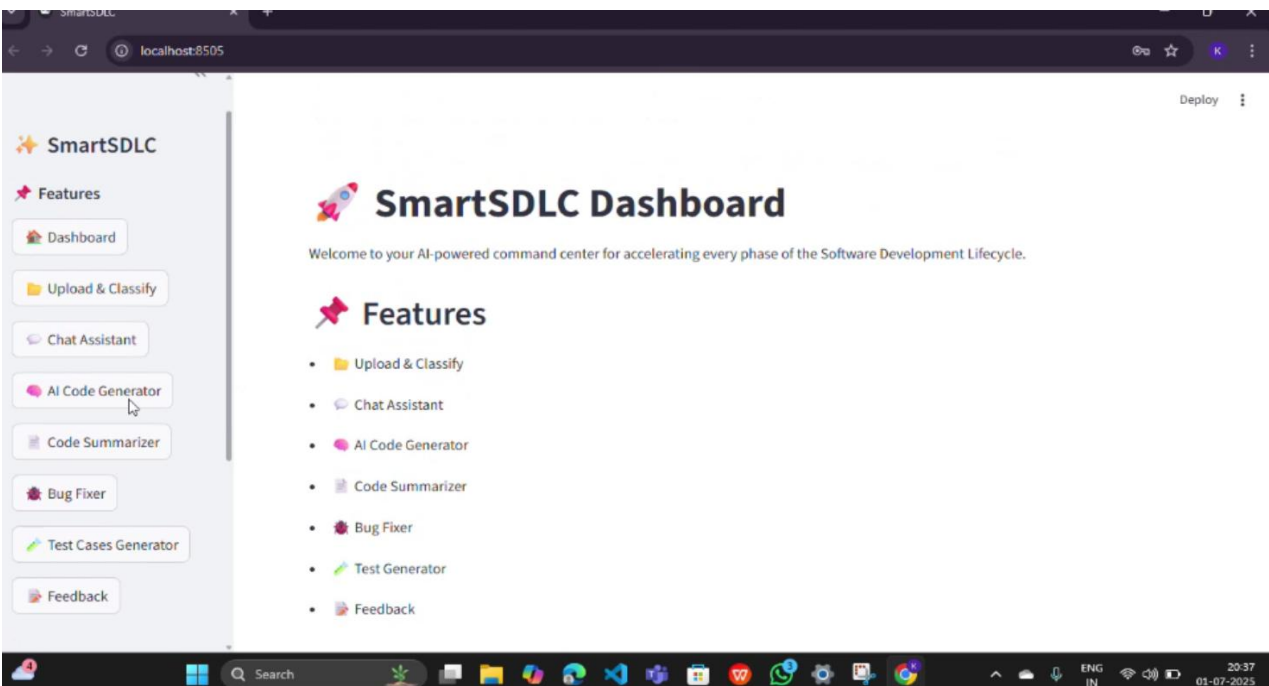 SmartSDLC
localhost:8505
K
Deploy
SmartSDLC
Features
Dashboard
Upload & Classify
Chat Assistant
AI Code Generator
Code Summarizer
Bug Fixer
Test Cases Generator
Feedback
SmartSDLC Dashboard
Welcome to your AI-powered command center for accelerating every phase of the Software Development Lifecycle.
Features
• Upload & Classify
• Chat Assistant
• AI Code Generator
• Code Summarizer
• Bug Fixer
• Test Generator
• Feedback
4
Search
3
K
ENG
IN
20:37
01-07-2025